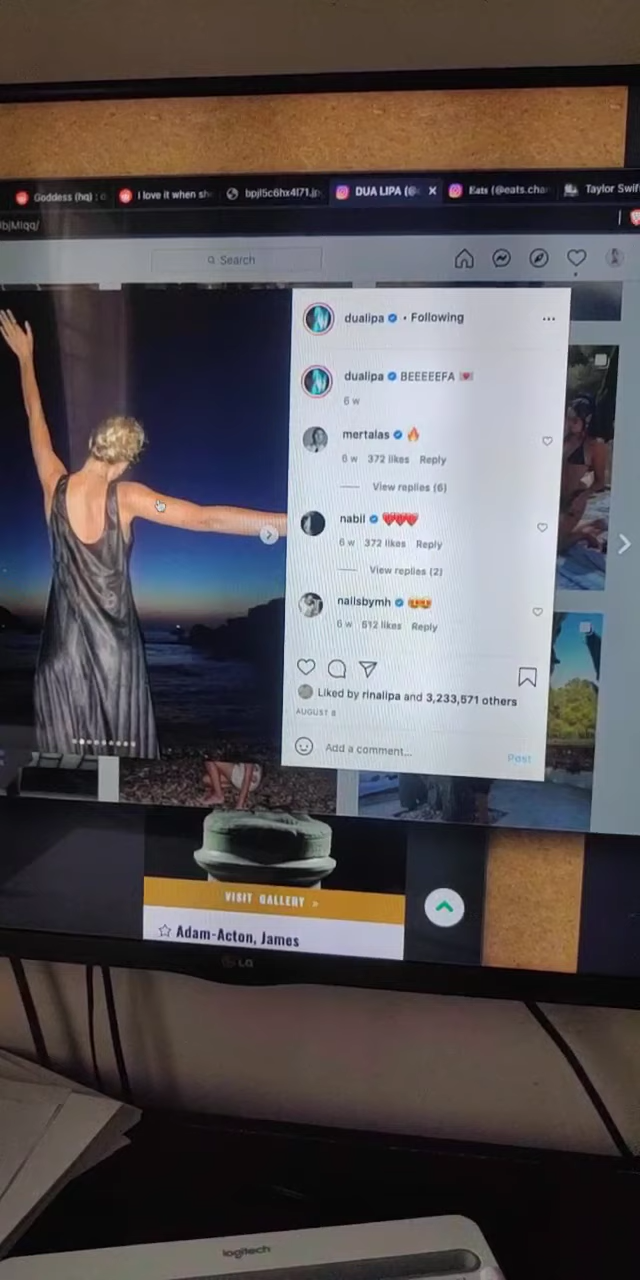 Goddess (hq) : o
I love it when sh
bpjl5c6hx4l71.jp
DUA LIPA (@
Eats (@eats.cha
Taylor Swif
Search
dualipa • Following
dualipa BEEEEEFA
6 w
mertalas
6 w 372 likes Reply
View replies (6)
nabil
6 w 372 likes Reply
View replies (2)
nailsbymh
6 w 512 likes Reply
Liked by rinalipa and 3,233,571 others
AUGUST 8
Add a comment...
Post
VISIT GALLERY >
Adam-Acton, James
LG
logitech